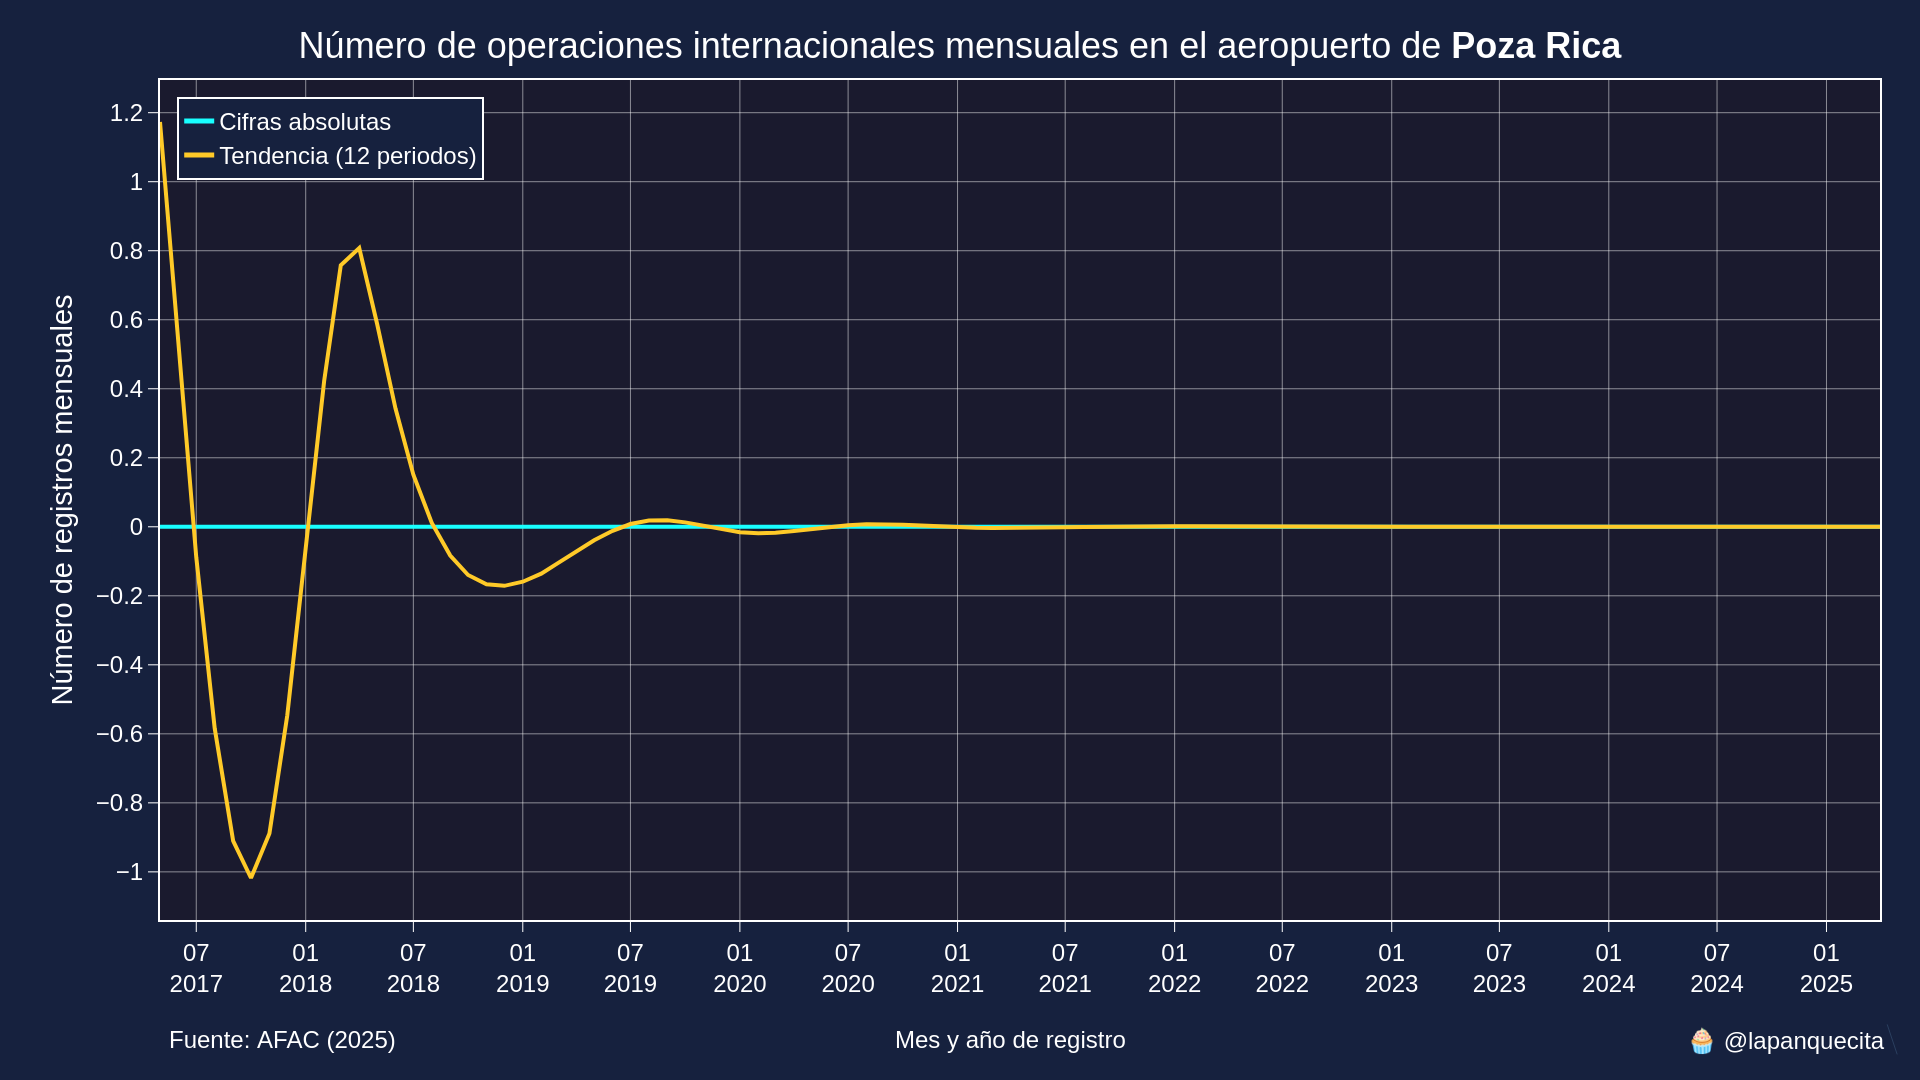 Número de operaciones internacionales mensuales en el aeropuerto de Poza Rica
Cifras absolutas
Tendencia (12 periodos)
Número de registros mensuales
1.2
1
0.8
0.6
0.4
0.2
0
−0.2
−0.4
−0.6
−0.8
−1
07 01 07 01 07 01 07 01 07 01 07 01 07 01 07 01
2017 2018 2018 2019 2019 2020 2020 2021 2021 2022 2022 2023 2023 2024 2024 2025
Fuente: AFAC (2025)
Mes y año de registro
🧁 @lapanquecita